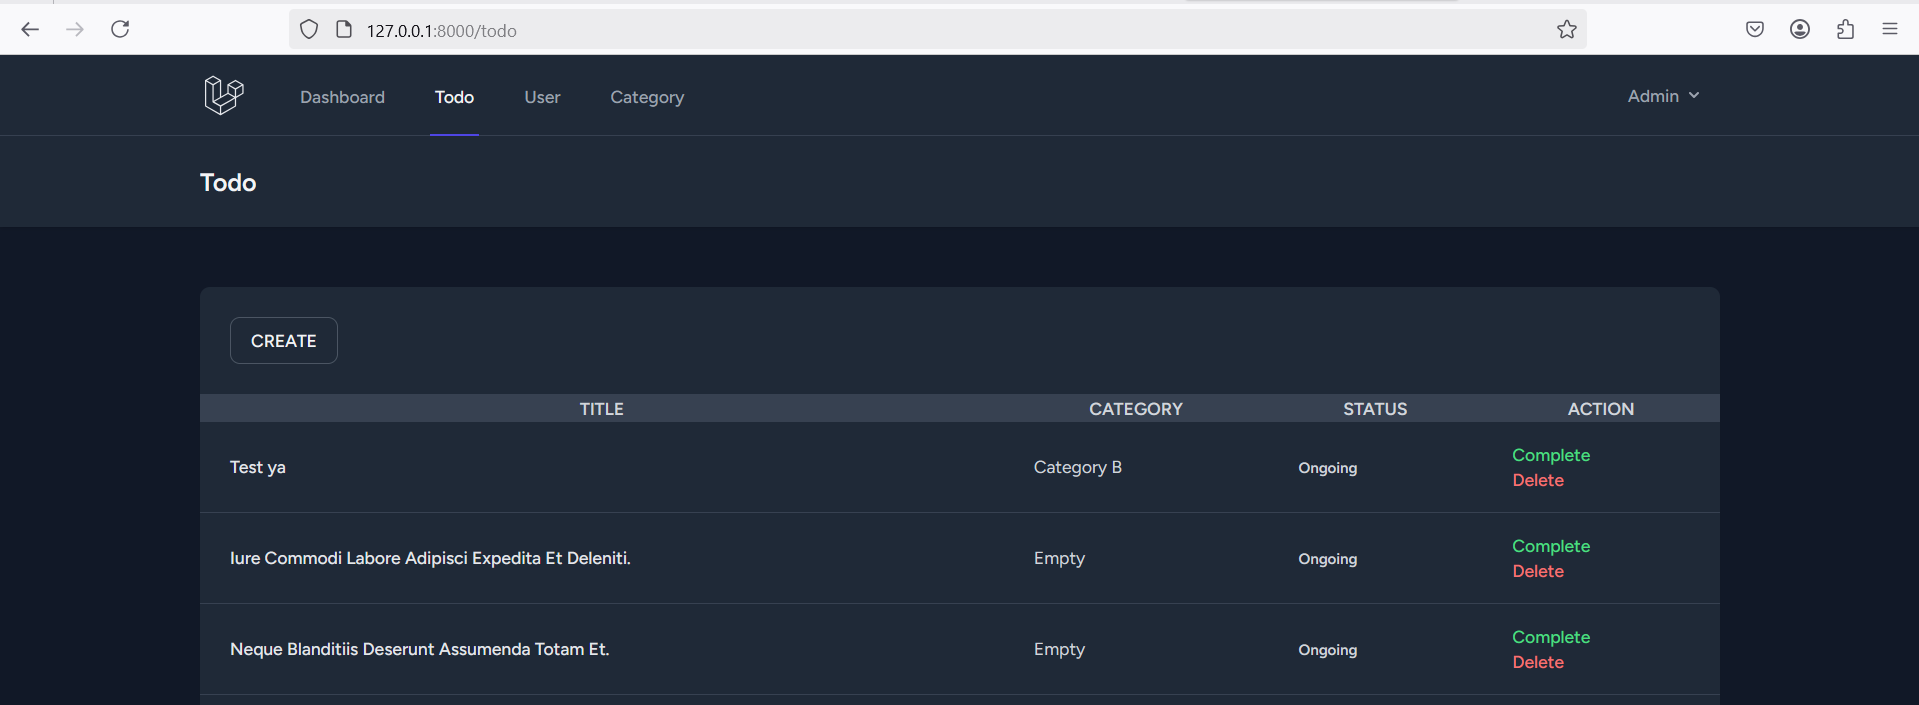 127.0.0.1:8000/todo
Dashboard Todo User Category Admin
Todo
CREATE
TITLE CATEGORY STATUS ACTION
Test ya Category B Ongoing Complete
Delete
Iure Commodi Labore Adipisci Expedita Et Deleniti. Empty Ongoing Complete
Delete
Neque Blanditiis Deserunt Assumenda Totam Et. Empty Ongoing Complete
Delete